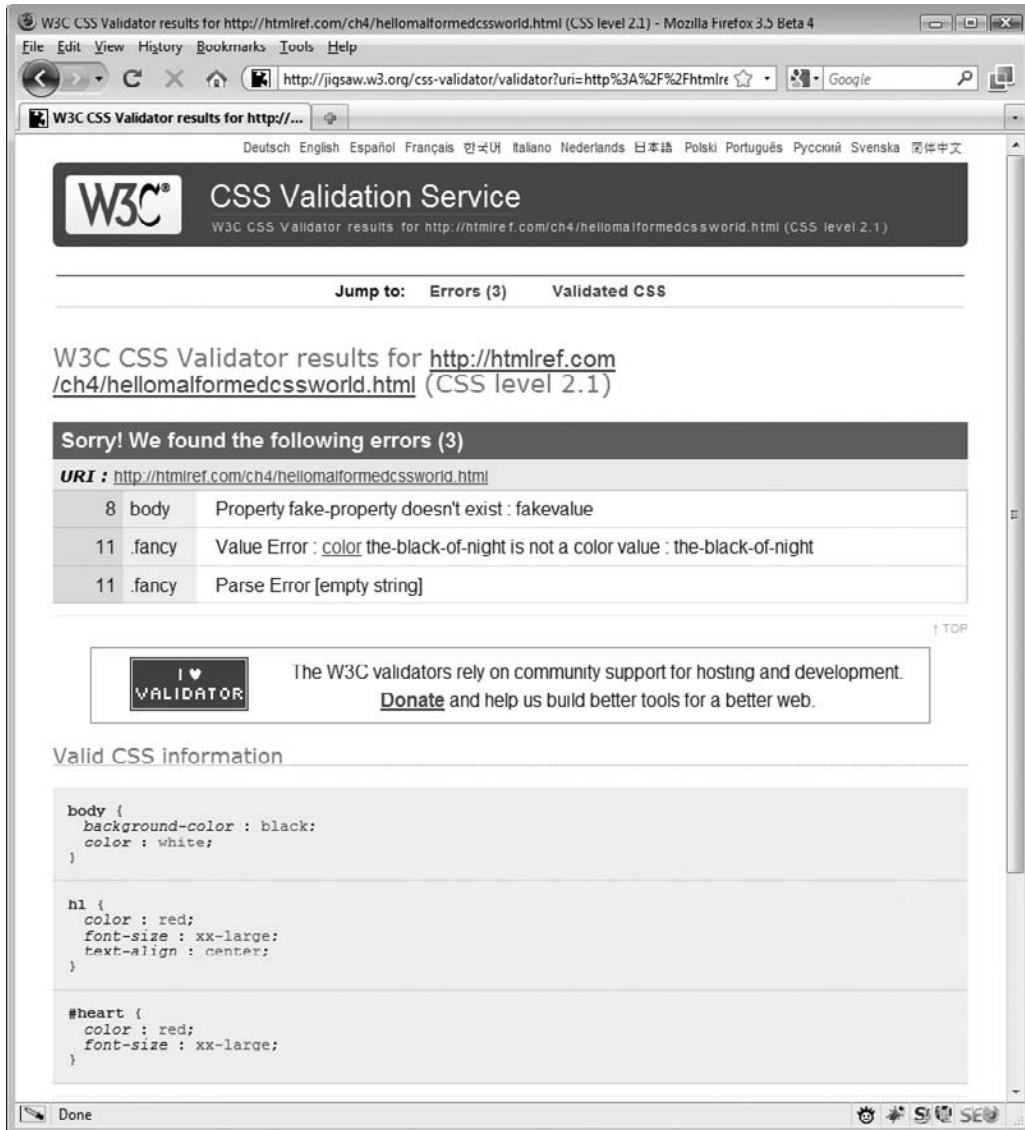 W3C CSS Validator results for http://htmlref.com/ch4/hellomalformedcssworld.html (CSS level 2.1) - Mozilla Firefox 3.5 Beta 4
File Edit View History Bookmarks Tools Help
http://jigsaw.w3.org/css-validator/validator?uri=http%3A%2F%2Fhtmlre
Google
W3C CSS Validator results for http://...
Deutsch English Español Français 한국어 Italiano Nederlands 日本語 Polski Português Русский Svenska 简体中文
W3C®
CSS Validation Service
W3C CSS Validator results for http://htmlref.com/ch4/hellomalformedcssworld.html (CSS level 2.1)
Jump to: Errors (3) Validated CSS
W3C CSS Validator results for http://htmlref.com
/ch4/hellomalformedcssworld.html (CSS level 2.1)
Sorry! We found the following errors (3)
URI : http://htmlref.com/ch4/hellomalformedcssworld.html
8 body Property fake-property doesn't exist : fakevalue
11 .fancy Value Error : color the-black-of-night is not a color value : the-black-of-night
11 .fancy Parse Error [empty string]
↑ TOP
I ♥
VALIDATOR
The W3C validators rely on community support for hosting and development.
Donate and help us build better tools for a better web.
Valid CSS information
body {
background-color : black;
color : white;
}
h1 {
color : red;
font-size : xx-large;
text-align : center;
}
#heart {
color : red;
font-size : xx-large;
}
Done
SEO